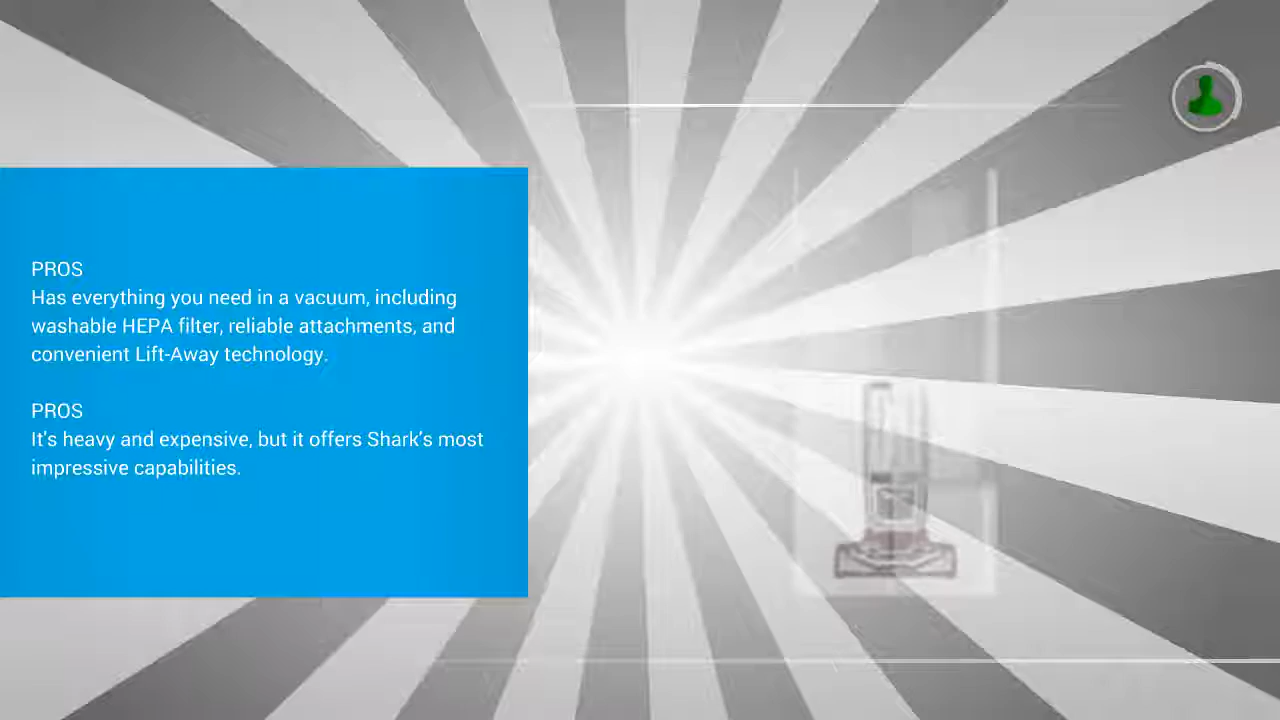 PROS
Has everything you need in a vacuum, including
washable HEPA filter, reliable attachments, and
convenient Lift-Away technology.
PROS
It's heavy and expensive, but it offers Shark's most
impressive capabilities.